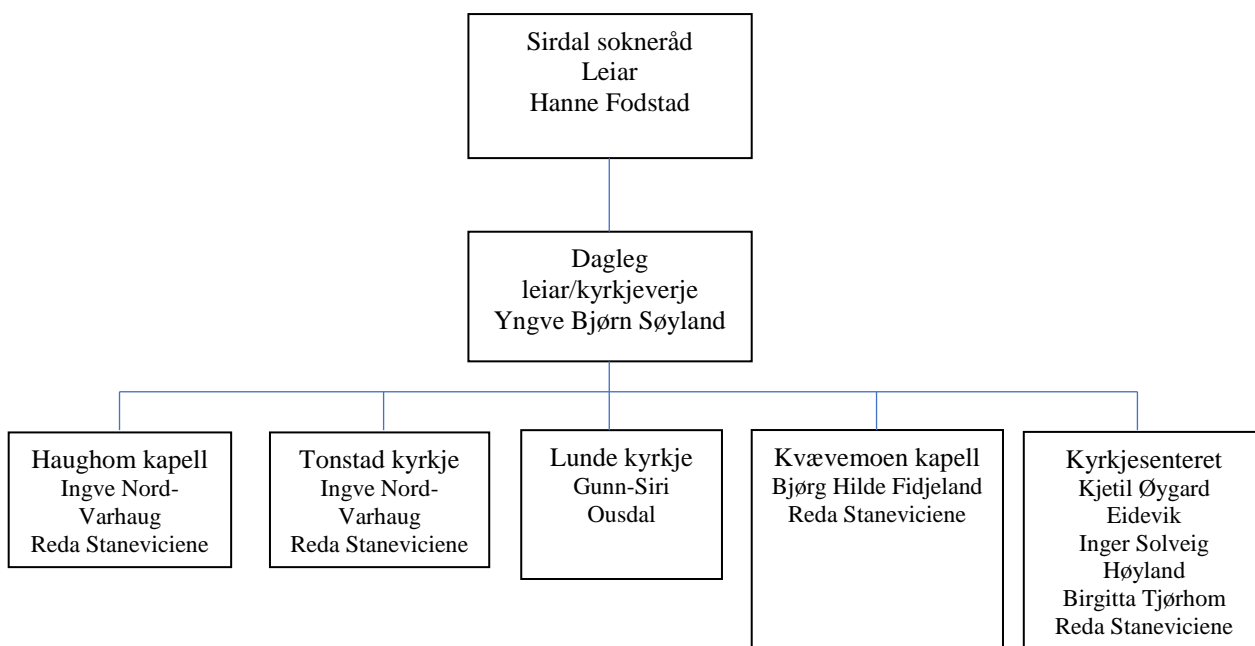 Sirdal sokneråd
Leiar
Hanne Fodstad
Dagleg
leiar/kyrkjeverje
Yngve Bjørn Søyland
Haughom kapell
Ingve Nord-
Varhaug
Reda Staneviciene
Tonstad kyrkje
Ingve Nord-
Varhaug
Reda Staneviciene
Lunde kyrkje
Gunn-Siri
Ousdal
Kvævemoen kapell
Bjørg Hilde Fidjeland
Reda Staneviciene
Kyrkjesenteret
Kjetil Øygard
Eidevik
Inger Solveig
Høyland
Birgitta Tjørhom
Reda Staneviciene